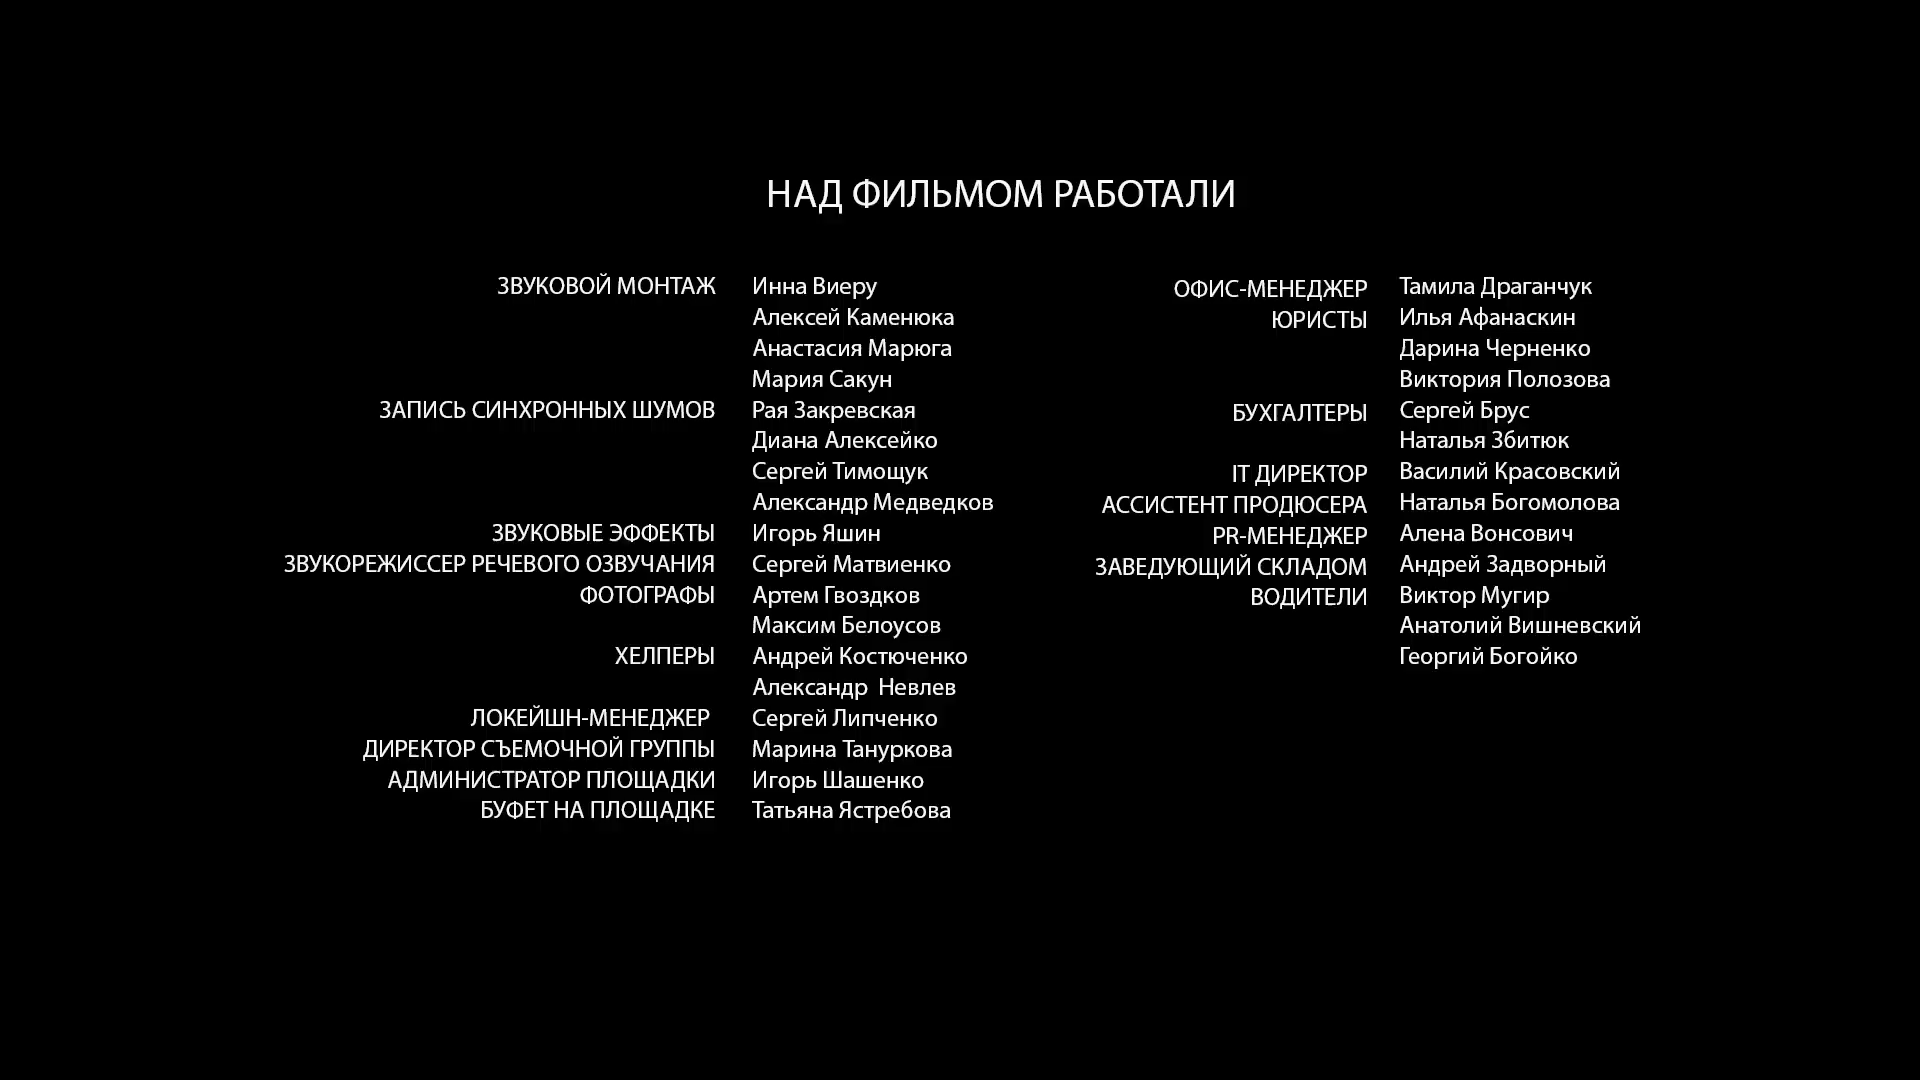 НАД ФИЛЬМОМ РАБОТАЛИ
ЗВУКОВОЙ МОНТАЖ Инна Виеру
Алексей Каменюка
Анастасия Марюга
Мария Сакун
ЗАПИСЬ СИНХРОННЫХ ШУМОВ Рая Закревская
Диана Алексейко
Сергей Тимощук
Александр Медведков
ЗВУКОВЫЕ ЭФФЕКТЫ Игорь Яшин
ЗВУКОРЕЖИССЕР РЕЧЕВОГО ОЗВУЧАНИЯ Сергей Матвиенко
ФОТОГРАФЫ Артем Гвоздков
Максим Белоусов
ХЕЛПЕРЫ Андрей Костюченко
Александр Невлев
ЛОКЕЙШН-МЕНЕДЖЕР Сергей Липченко
ДИРЕКТОР СЪЕМОЧНОЙ ГРУППЫ Марина Тануркова
АДМИНИСТРАТОР ПЛОЩАДКИ Игорь Шашенко
БУФЕТ НА ПЛОЩАДКЕ Татьяна Ястребова
ОФИС-МЕНЕДЖЕР Тамила Драганчук
ЮРИСТЫ Илья Афанаскин
Дарина Черненко
Виктория Полозова
БУХГАЛТЕРЫ Сергей Брус
Наталья Збитюк
IT ДИРЕКТОР Василий Красовский
АССИСТЕНТ ПРОДЮСЕРА Наталья Богомолова
PR-МЕНЕДЖЕР Алена Вонсович
ЗАВЕДУЮЩИЙ СКЛАДОМ Андрей Задворный
ВОДИТЕЛИ Виктор Мугир
Анатолий Вишневский
Георгий Богойко